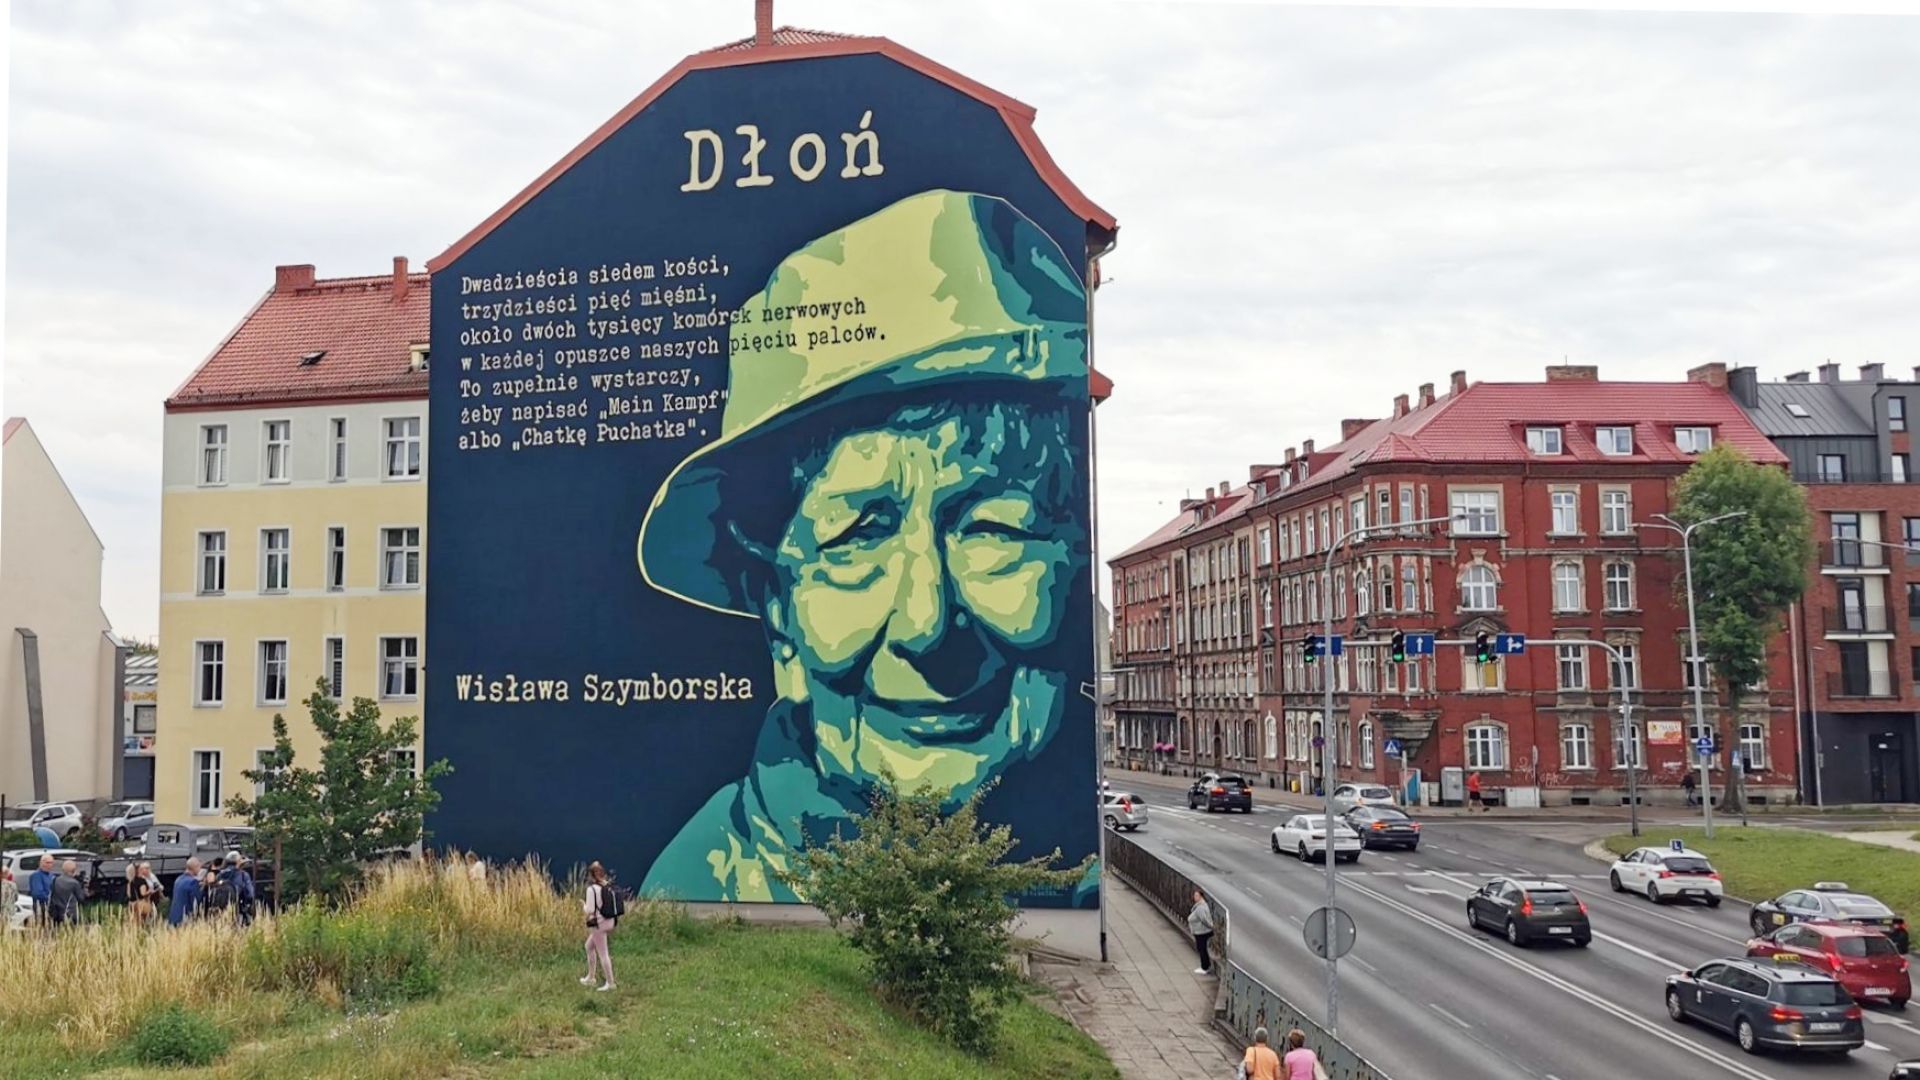 Dłoń
Dwadzieścia siedem kości,
trzydzieści pięć mięśni,
około dwóch tysięcy komórek nerwowych
w każdej opuszce naszych pięciu palców.
To zupełnie wystarczy,
żeby napisać „Mein Kampf"
albo „Chatkę Puchatka".
Wisława Szymborska
L